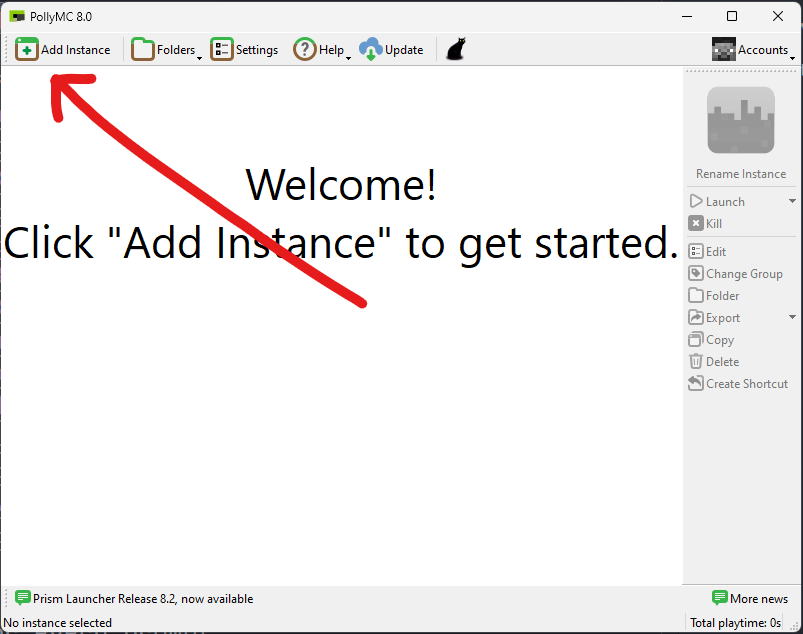 PollyMC 8.0
Add Instance
Folders
Settings
Help
Update
Accounts
Welcome!
Click "Add Instance" to get started.
Rename Instance
Launch
Kill
Edit
Change Group
Folder
Export
Copy
Delete
Create Shortcut
Prism Launcher Release 8.2, now available
More news
No instance selected
Total playtime: 0s